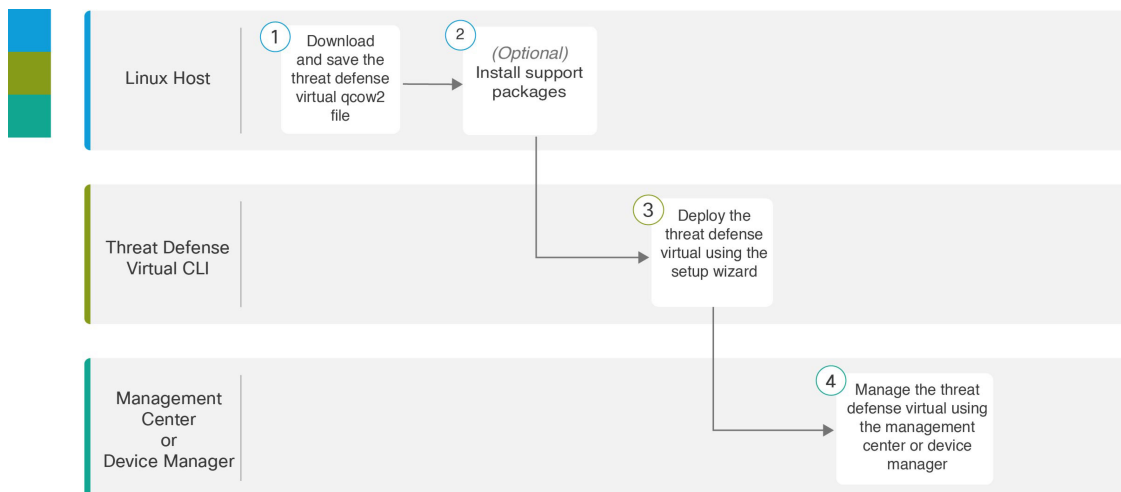 Linux Host
1
Download
and save the
threat defense
virtual qcow2
file
2
(Optional)
Install support
packages
Threat Defense
Virtual CLI
3
Deploy the
threat defense
virtual using the
setup wizard
Management
Center
or
Device Manager
4
Manage the threat
defense virtual using
the management
center or device
manager